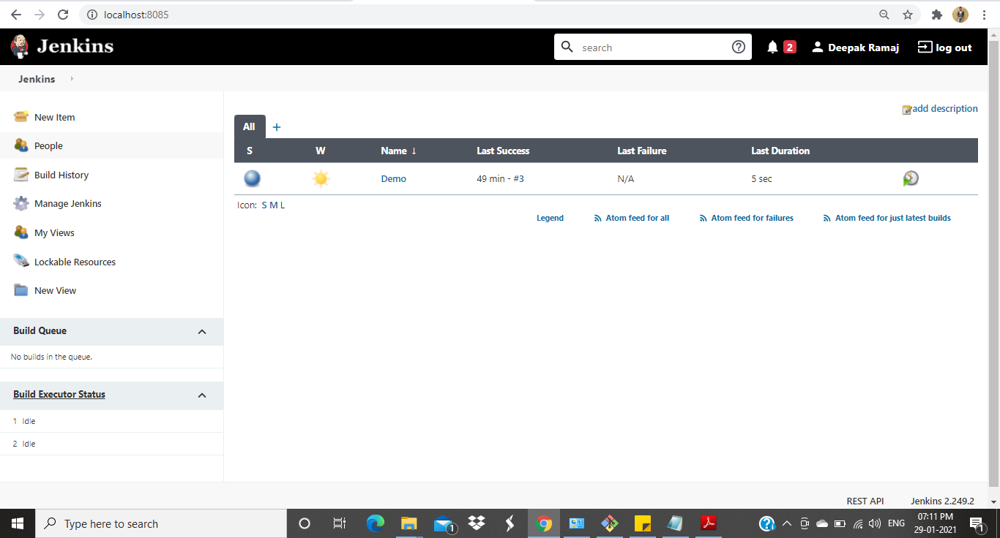 localhost:8085
Jenkins
search
2
Deepak Ramaj
log out
Jenkins
New Item
People
Build History
Manage Jenkins
My Views
Lockable Resources
New View
Build Queue
No builds in the queue.
Build Executor Status
1 Idle
2 Idle
add description
All +
S W Name ↓ Last Success Last Failure Last Duration
Demo 49 min - #3 N/A 5 sec
Icon: S M L
Legend Atom feed for all Atom feed for failures Atom feed for just latest builds
REST API Jenkins 2.249.2
Type here to search
1
ENG
07:11 PM
29-01-2021
1